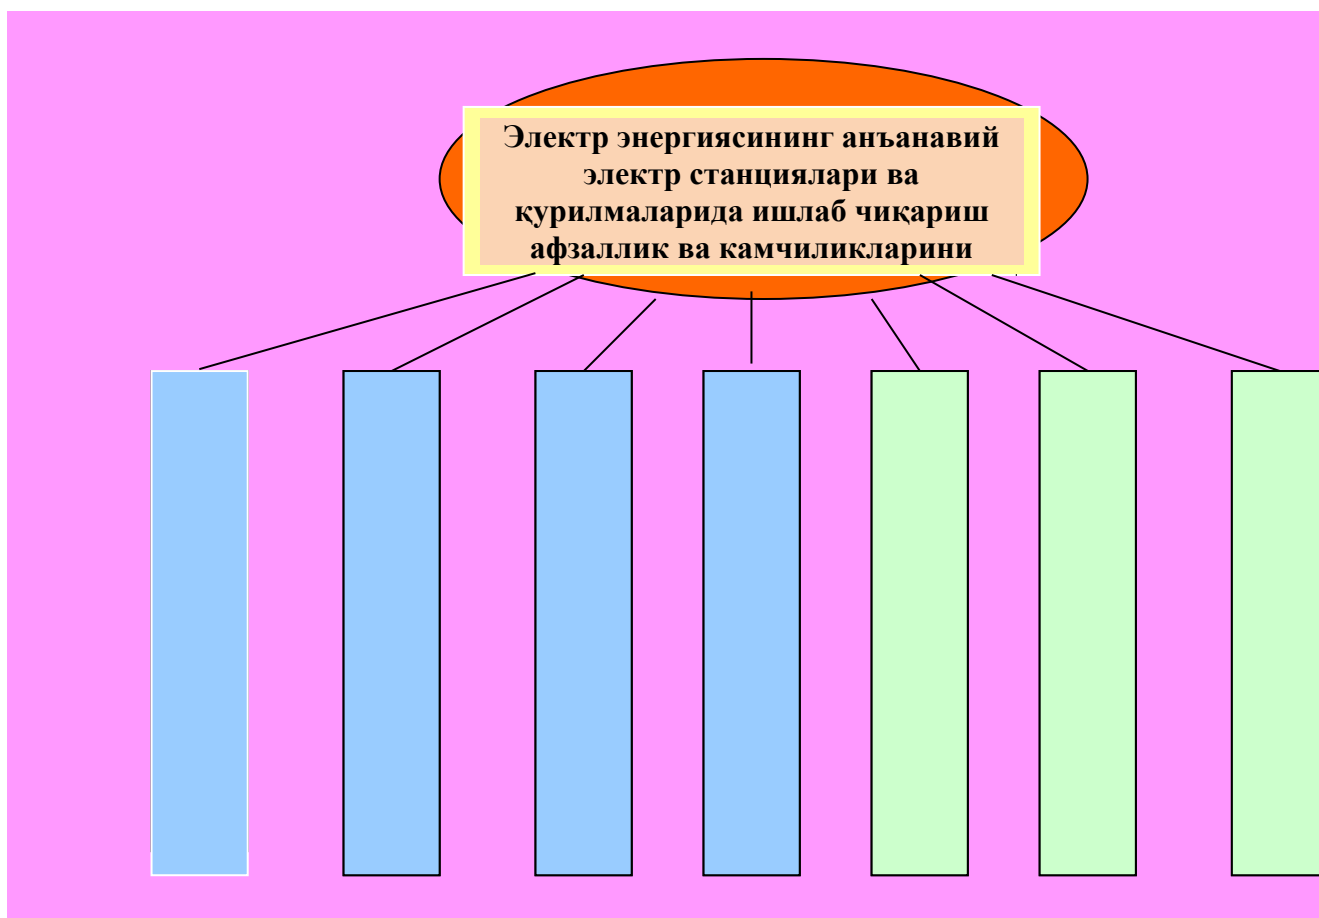 Электр энергиясининг анъанавий
электр станциялари ва
қурилмаларида ишлаб чиқариш
афзаллик ва камчиликларини